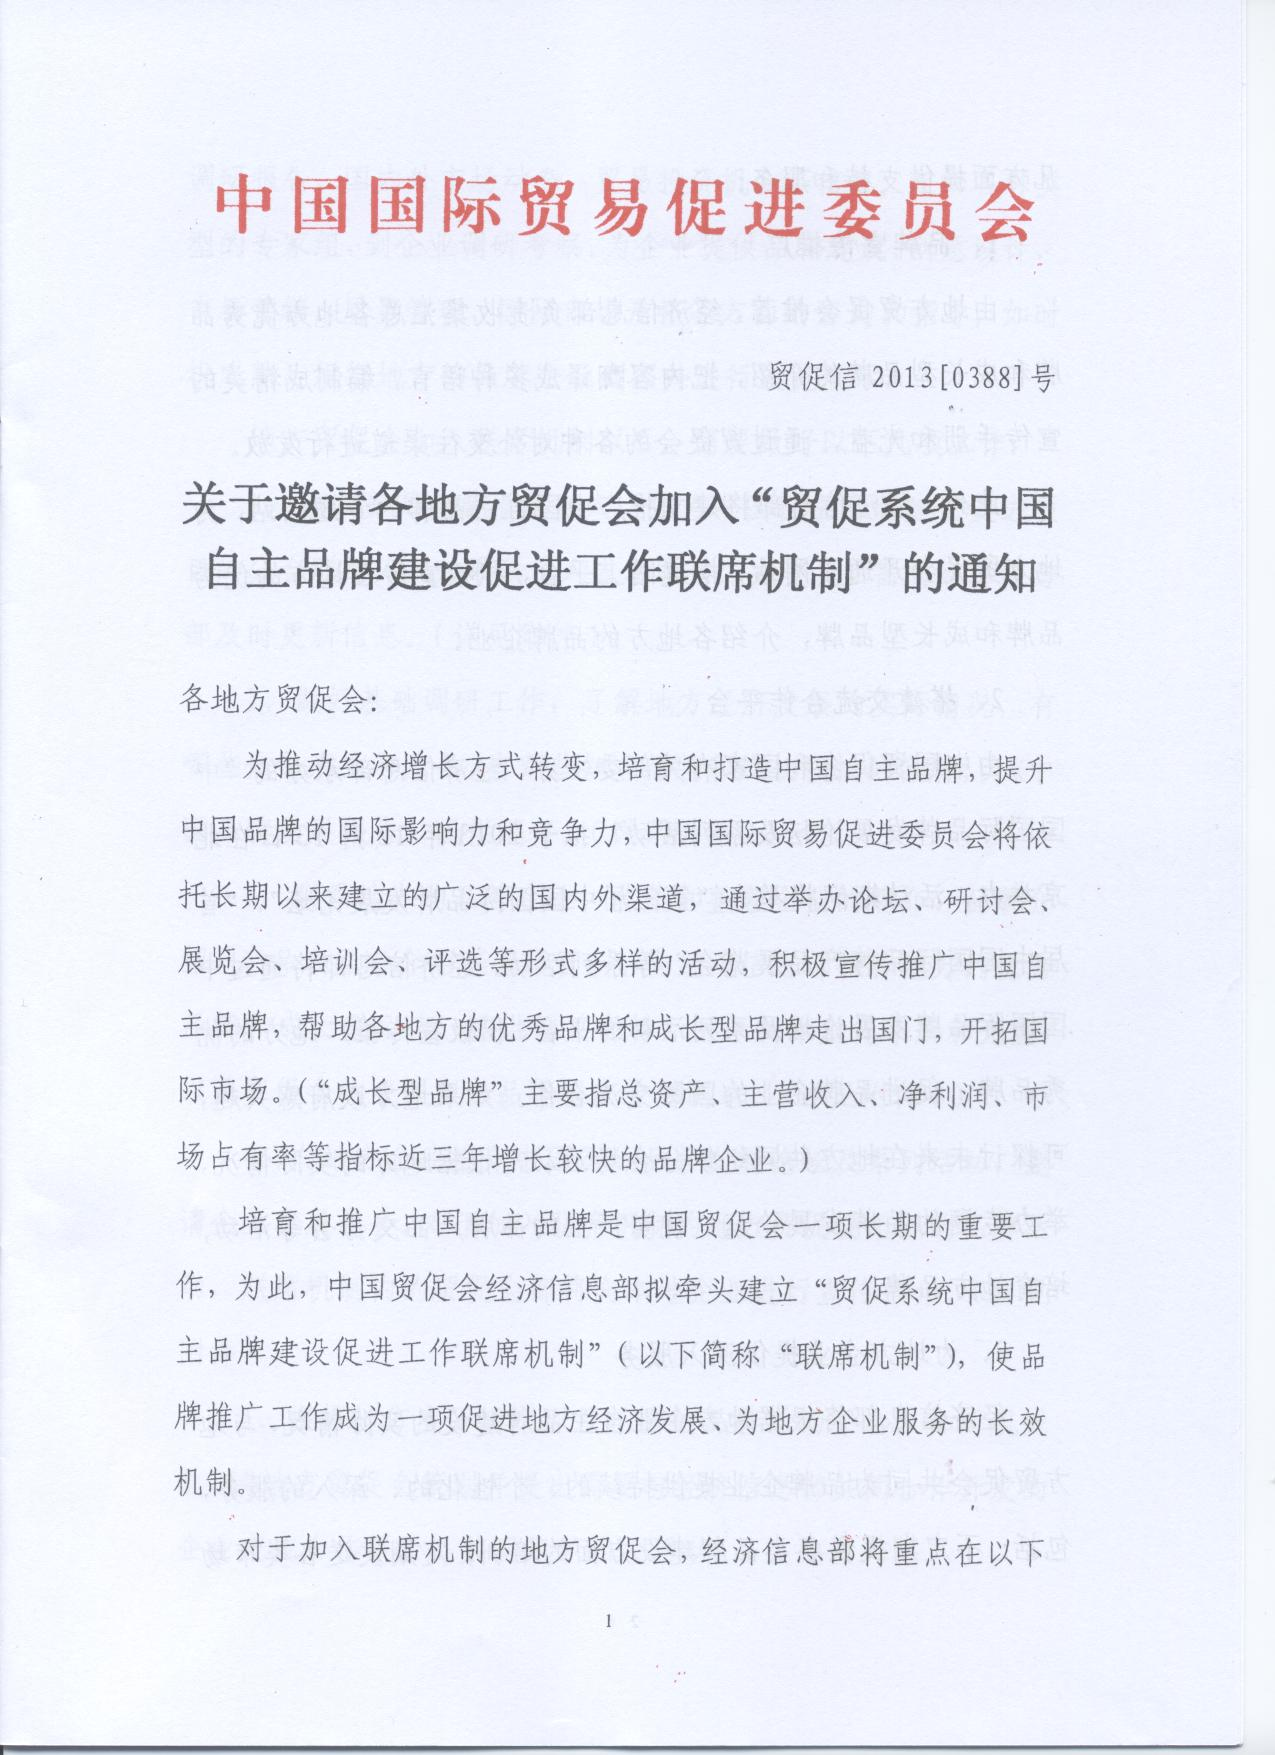 中国国际贸易促进委员会
贸促信 2013[0388]号
关于邀请各地方贸促会加入“贸促系统中国
自主品牌建设促进工作联席机制”的通知
各地方贸促会:
为推动经济增长方式转变，培育和打造中国自主品牌，提升
中国品牌的国际影响力和竞争力，中国国际贸易促进委员会将依
托长期以来建立的广泛的国内外渠道，通过举办论坛、研讨会、
展览会、培训会、评选等形式多样的活动，积极宣传推广中国自
主品牌，帮助各地方的优秀品牌和成长型品牌走出国门，开拓国
际市场。(“成长型品牌”主要指总资产、主营收入、净利润、市
场占有率等指标近三年增长较快的品牌企业。)
培育和推广中国自主品牌是中国贸促会一项长期的重要工
作，为此，中国贸促会经济信息部拟牵头建立“贸促系统中国自
主品牌建设促进工作联席机制”(以下简称“联席机制”)，使品
牌推广工作成为一项促进地方经济发展、为地方企业服务的长效
机制。
对于加入联席机制的地方贸促会，经济信息部将重点在以下
1